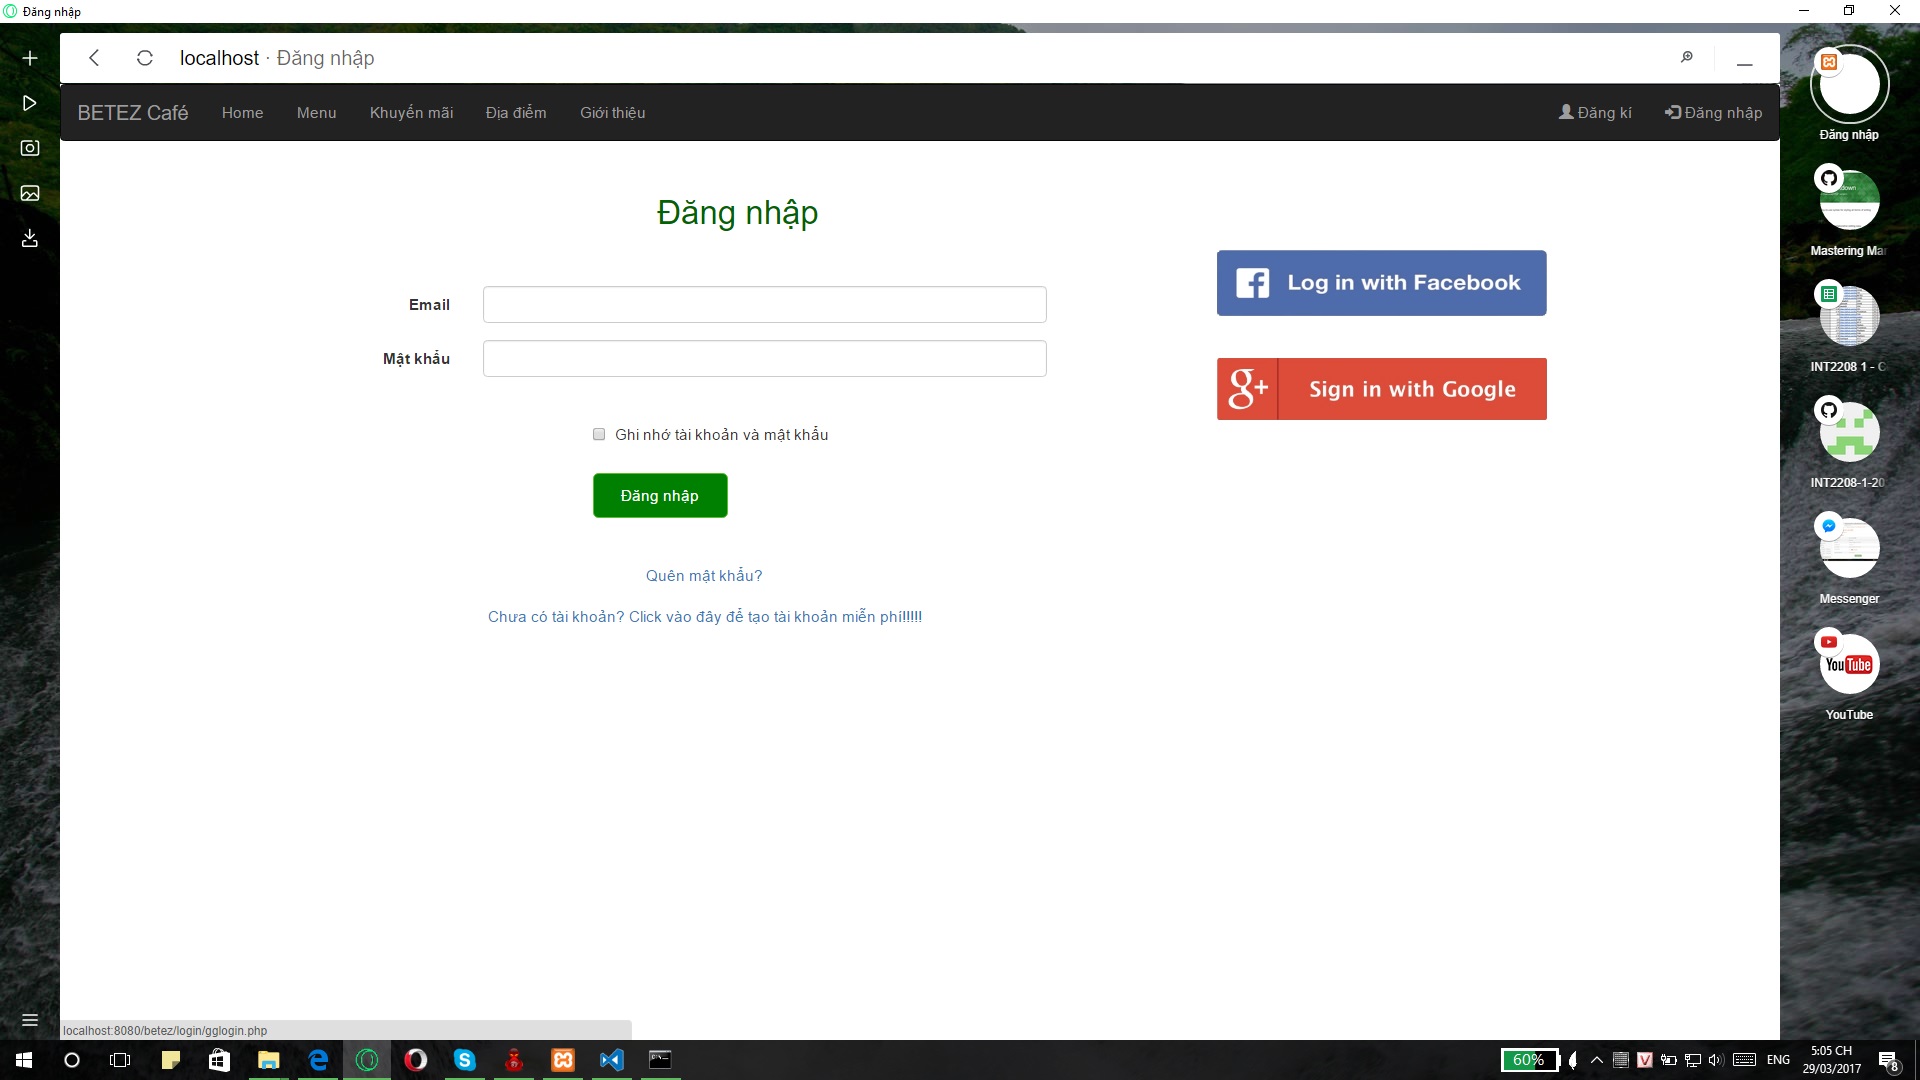 Đăng nhập
localhost · Đăng nhập
BETEZ Café Home Menu Khuyến mãi Địa điểm Giới thiệu Đăng kí Đăng nhập
Đăng nhập
Email
Mật khẩu
Ghi nhớ tài khoản và mật khẩu
Đăng nhập
Quên mật khẩu?
Chưa có tài khoản? Click vào đây để tạo tài khoản miễn phí!!!!!
Log in with Facebook
g+ Sign in with Google
Đăng nhập
Mastering Mar
INT2208 1 - C
INT2208-1-20
Messenger
YouTube
YouTube
localhost:8080/betez/login/gglogin.php
60%
ENG
5:05 CH
29/03/2017
8